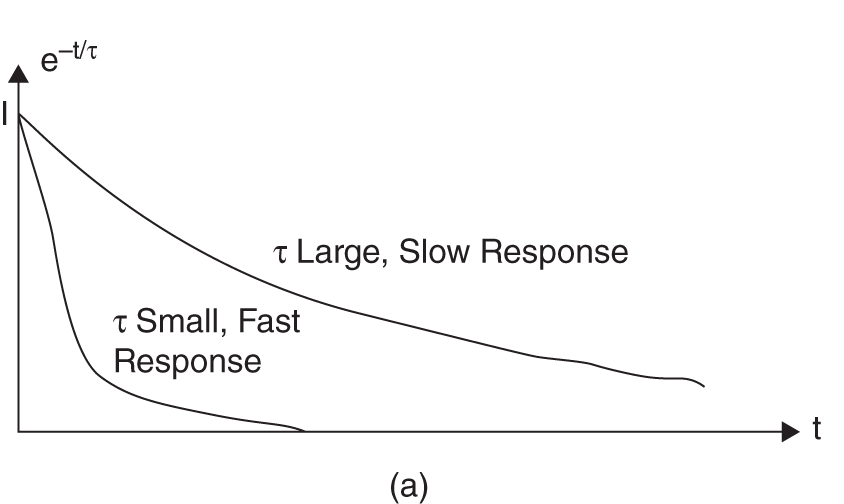 e^−t/τ
I
τ Large, Slow Response
τ Small, Fast
Response
t
(a)